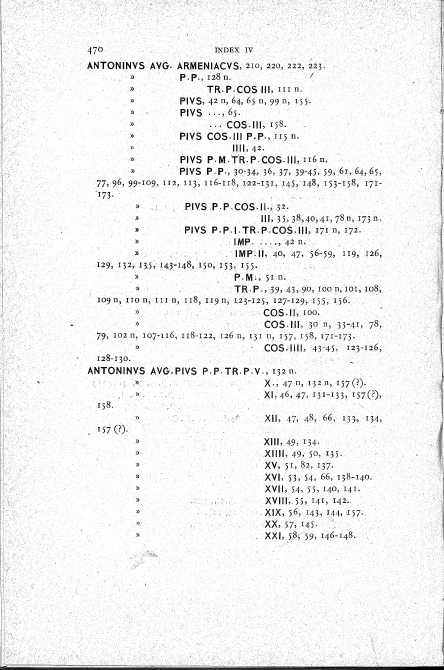 470 INDEX IV
ANTONINVS AVG. ARMENIACVS, 210, 220, 222, 223.
» P.P., 128 n.
» TR.P.COS III, 111 n.
» PIVS, 42 n, 64, 65 n, 99 n, 155.
» PIVS ..., 65.
» ... COS.III, 158.
» PIVS COS.III P.P., 115 n.
» IIII, 42.
» PIVS P.M.TR.P.COS.III, 116 n.
» PIVS P.P., 30-34, 36, 37, 39-45, 59, 61, 64, 65,
77, 96, 99-109, 112, 113, 116-118, 122-131, 145, 148, 153-158, 171-
173.
» PIVS P.P.COS.II., 52.
» III, 35, 38, 40, 41, 78 n, 173 n.
» PIVS P.P.I.TR.P.COS.III, 171 n, 172.
» IMP. ...., 42 n.
» IMP.II, 40, 47, 56-59, 119, 126,
129, 132, 135, 143-148, 150, 153, 155.
» P.M., 51 n.
» TR.P., 39, 43, 90, 100 n, 101, 108,
109 n, 110 n, 111 n, 118, 119 n, 123-125, 127-129, 155, 156.
» COS.II, 100.
» COS.III, 30 n, 33-41, 78,
79, 102 n, 107-116, 118-122, 126 n, 131 n, 157, 158, 171-173.
» COS.IIII, 43-45, 123-126,
128-130.
ANTONINVS AVG.PIVS P.P.TR.P.V., 132 n.
» X., 47 n, 132 n, 157 (?).
» XI, 46, 47, 131-133, 157 (?),
158.
» XII, 47, 48, 66, 133, 134,
157 (?).
» XIII, 49, 134.
» XIIII, 49, 50, 135.
» XV, 51, 82, 137.
» XVI, 53, 54, 66, 138-140.
» XVII, 54, 55, 140, 141.
» XVIII, 55, 141, 142.
» XIX, 56, 143, 144, 157.
» XX, 57, 145.
» XXI, 58, 59, 146-148.